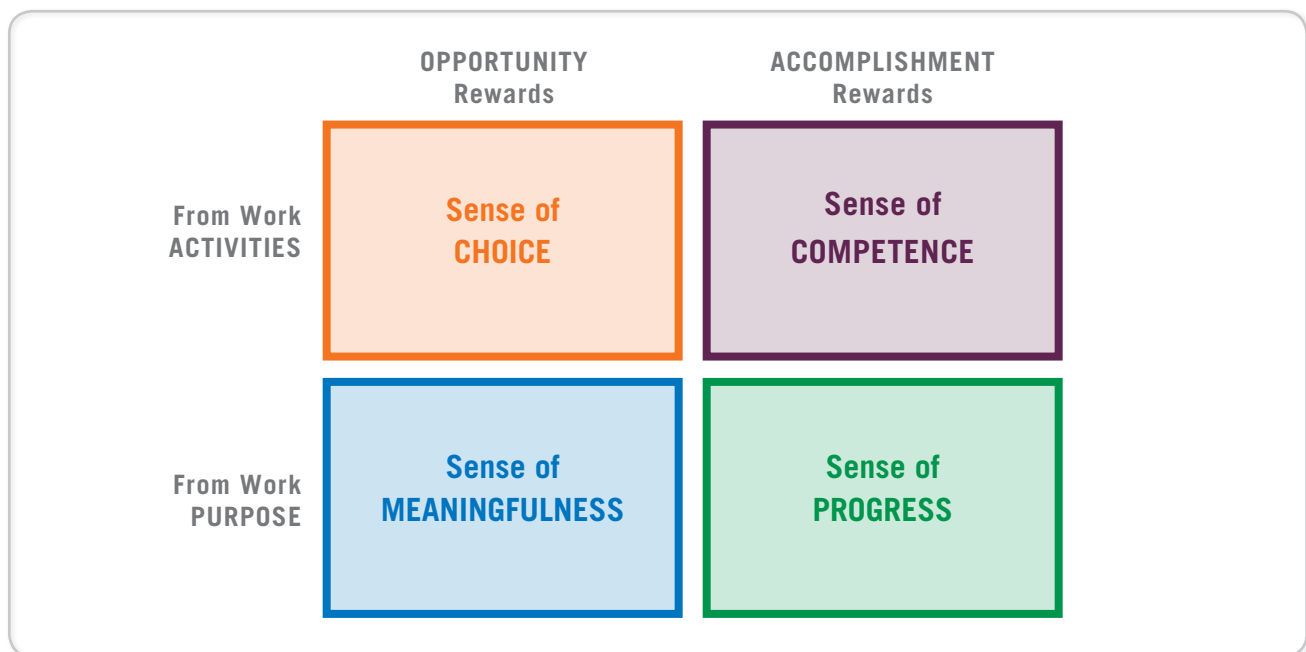 OPPORTUNITY
Rewards
ACCOMPLISHMENT
Rewards
From Work
ACTIVITIES
Sense of
CHOICE
Sense of
COMPETENCE
From Work
PURPOSE
Sense of
MEANINGFULNESS
Sense of
PROGRESS